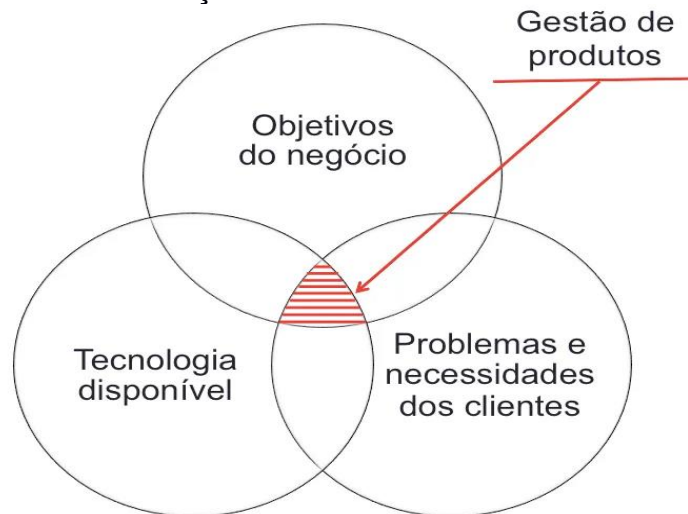 Gestão de
produtos
Objetivos
do negócio
Tecnologia
disponível
Problemas e
necessidades
dos clientes